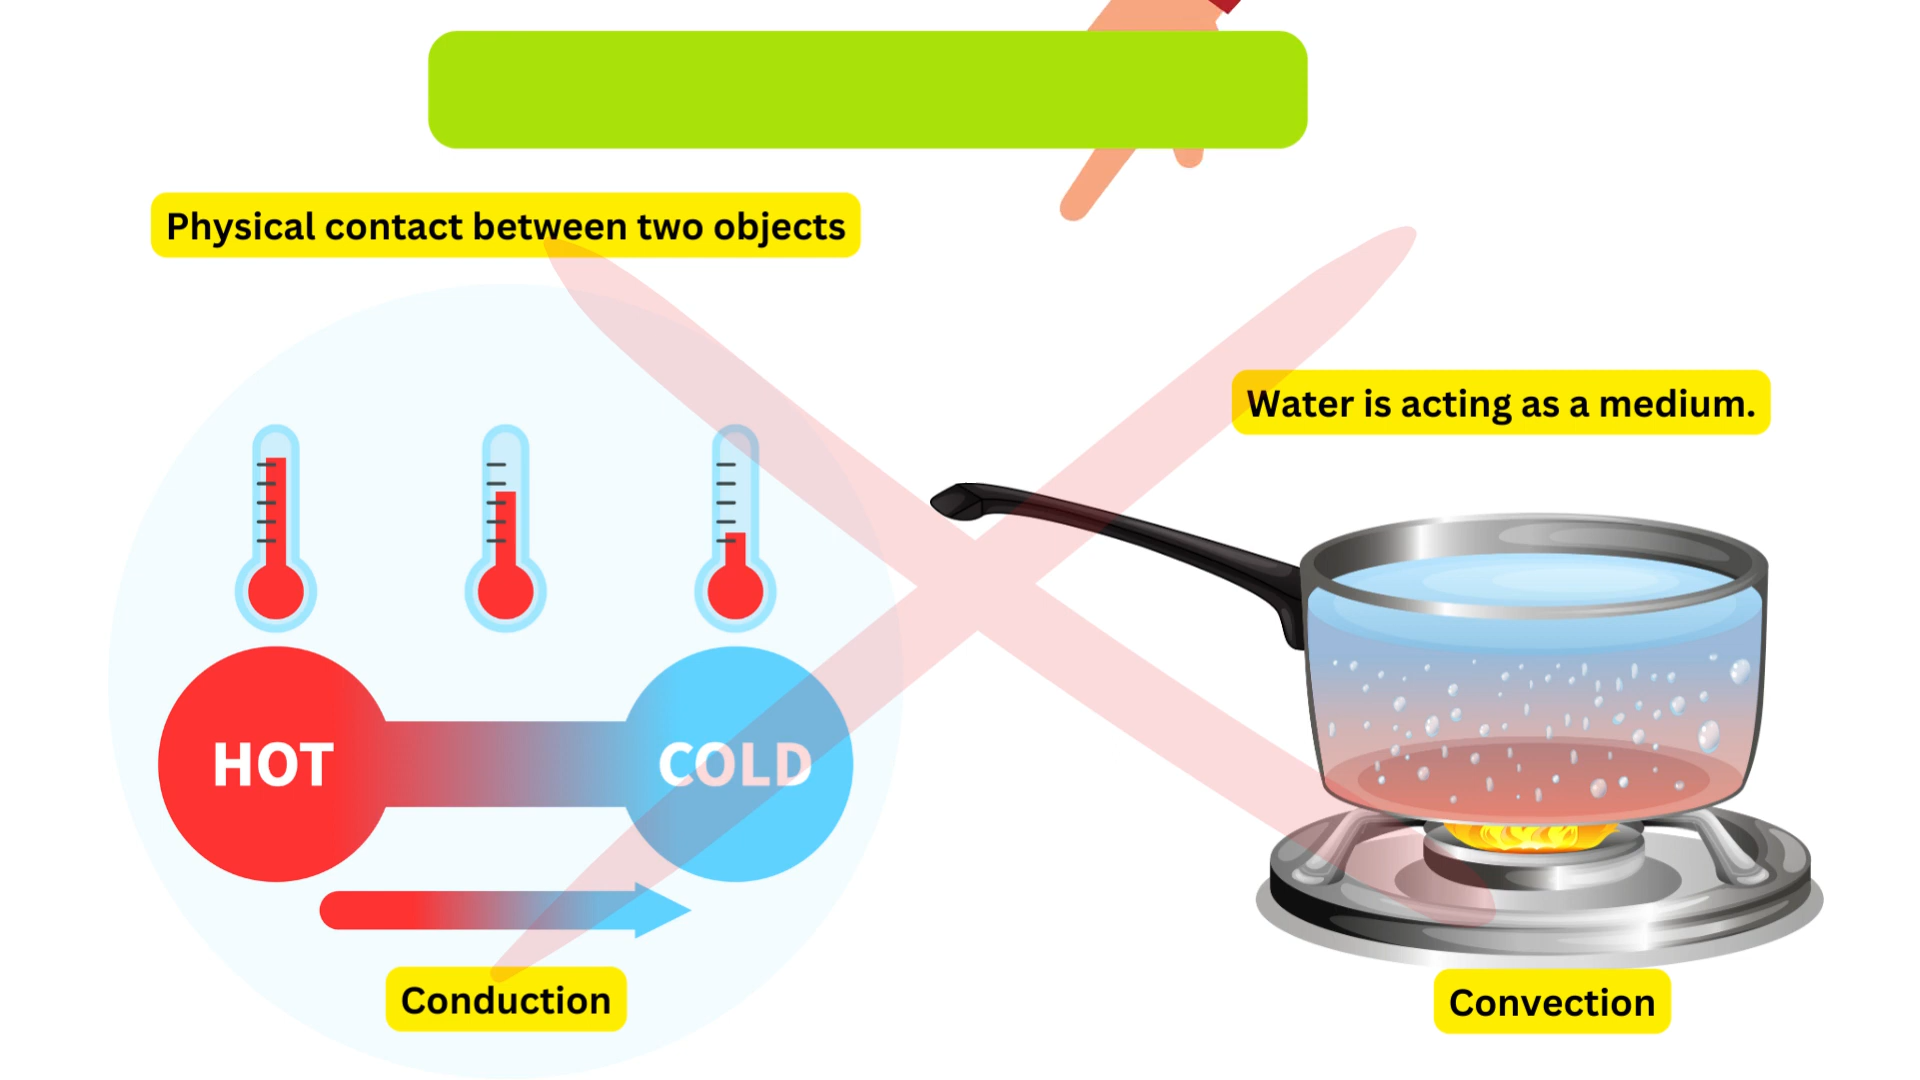 Physical contact between two objects
Water is acting as a medium.
HOT
COLD
Conduction
Convection